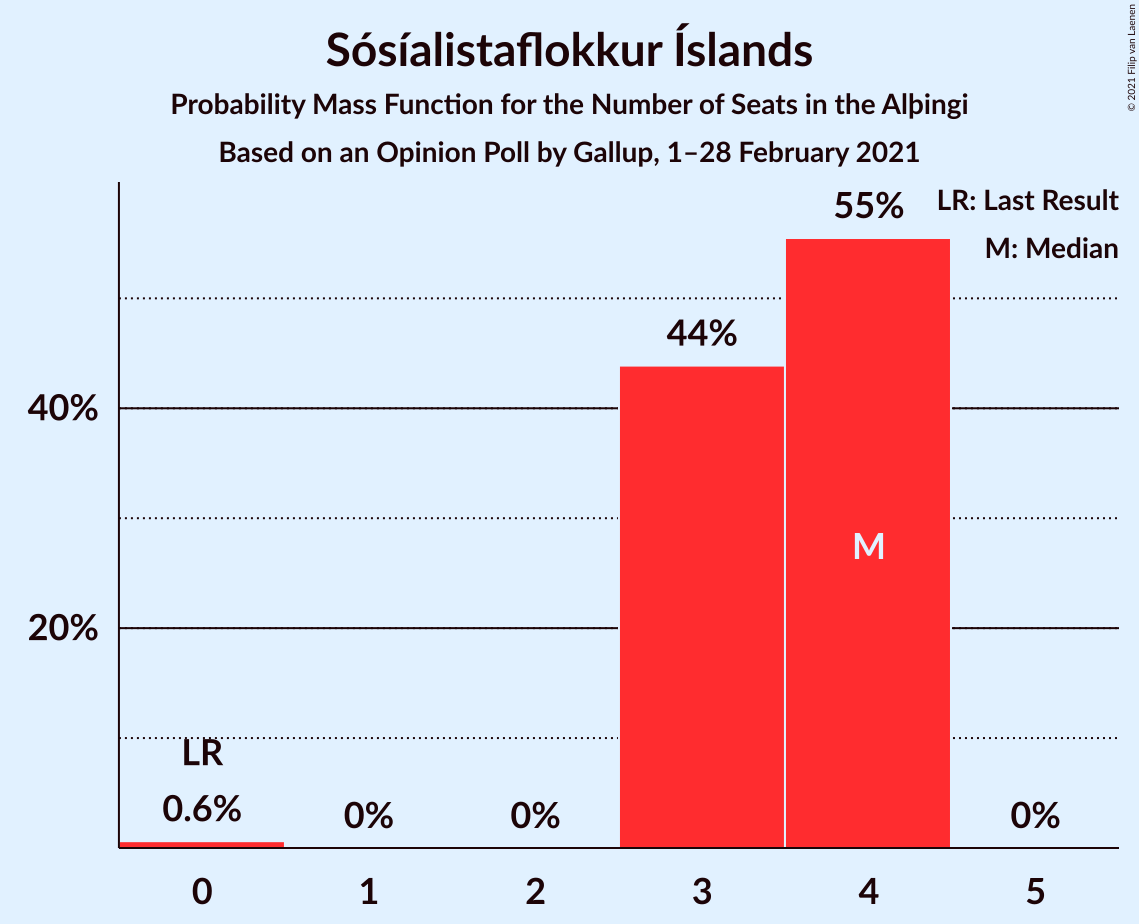 Sósíalistaflokkur Íslands
Probability Mass Function for the Number of Seats in the Alþingi
Based on an Opinion Poll by Gallup, 1–28 February 2021
© 2021 Filip van Laenen
LR: Last Result
M: Median
55%
44%
40%
M
20%
LR
0.6%
0%
0%
0%
0
1
2
3
4
5